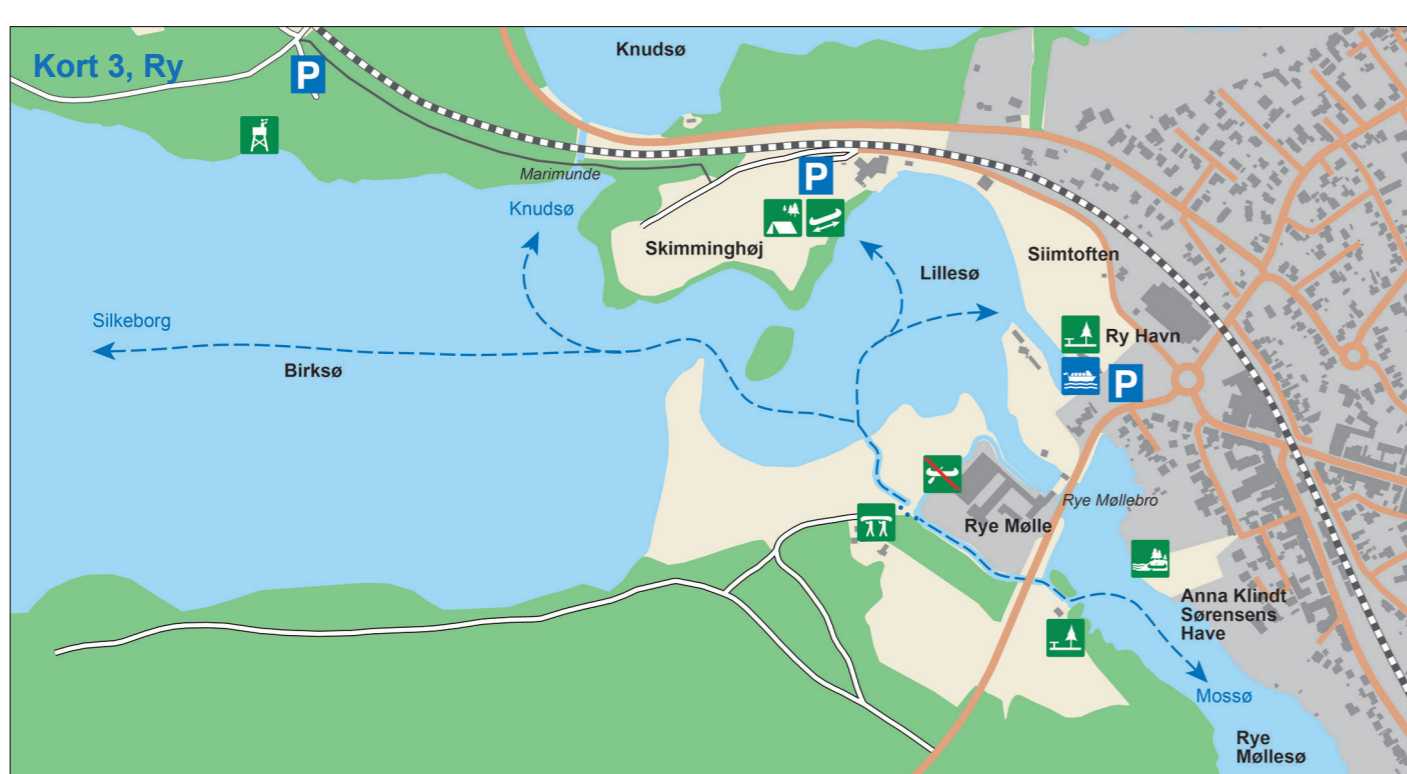 Kort 3, Ry
P
Knudsø
Marimunde
P
Knudsø
Skimminghøj
Lillesø
Siimtoften
Silkeborg
Birksø
Ry Havn
P
Rye Møllebro
Rye Mølle
Anna Klindt
Sørensens
Have
Mossø
Rye
Møllesø